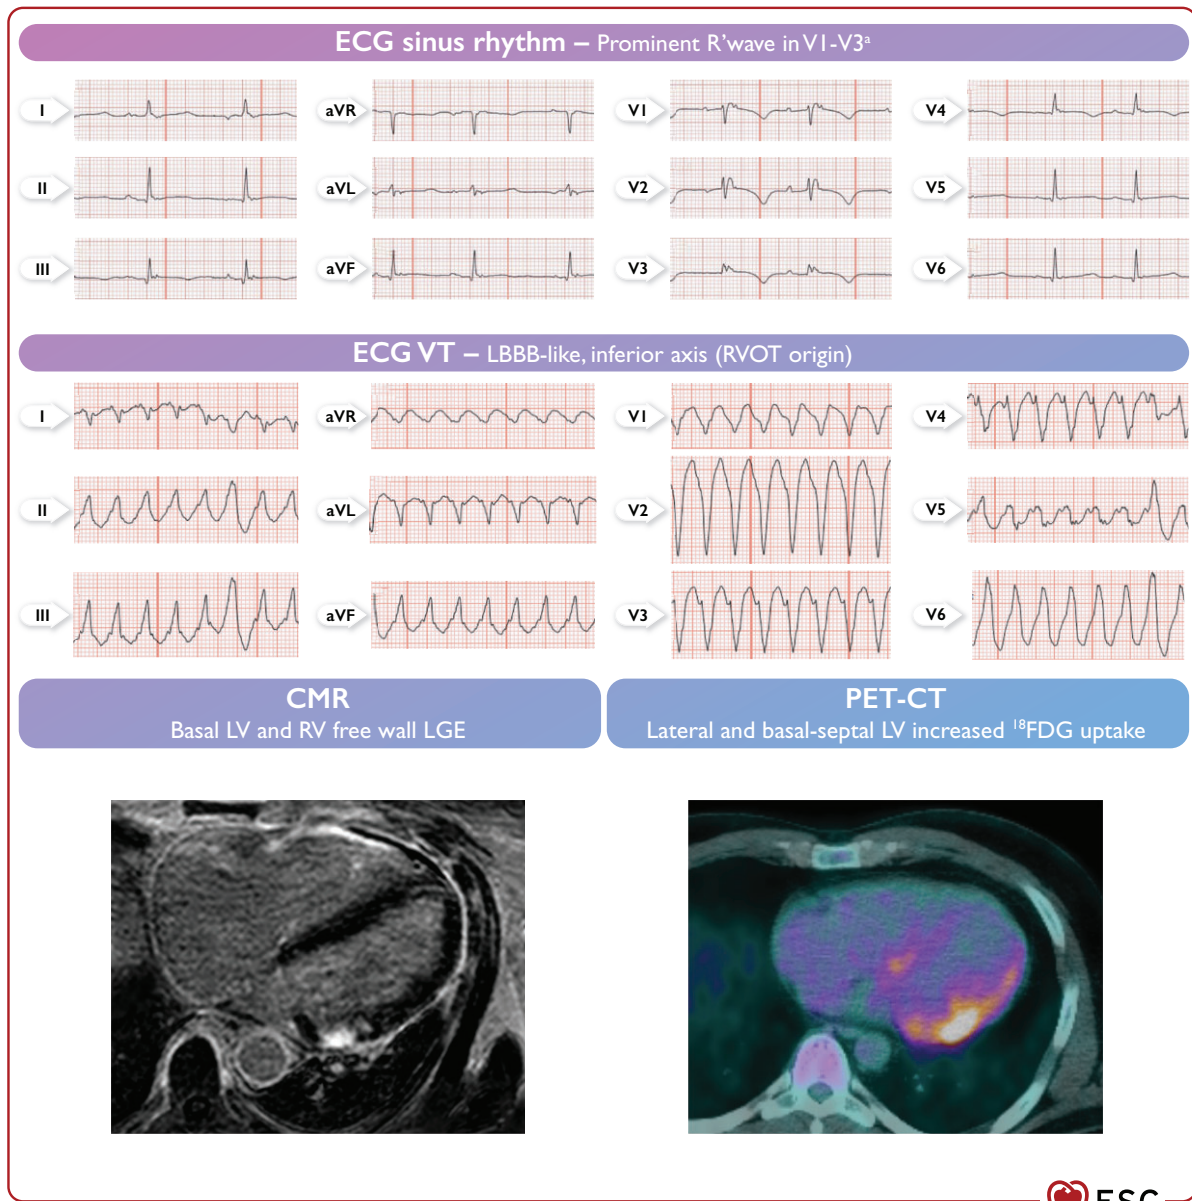 ECG sinus rhythm – Prominent R'wave in V1-V3ᵃ
I aVR V1 V4
II aVL V2 V5
III aVF V3 V6
ECG VT – LBBB-like, inferior axis (RVOT origin)
I aVR V1 V4
II aVL V2 V5
III aVF V3 V6
CMR
Basal LV and RV free wall LGE
PET-CT
Lateral and basal-septal LV increased ¹⁸FDG uptake
ESC